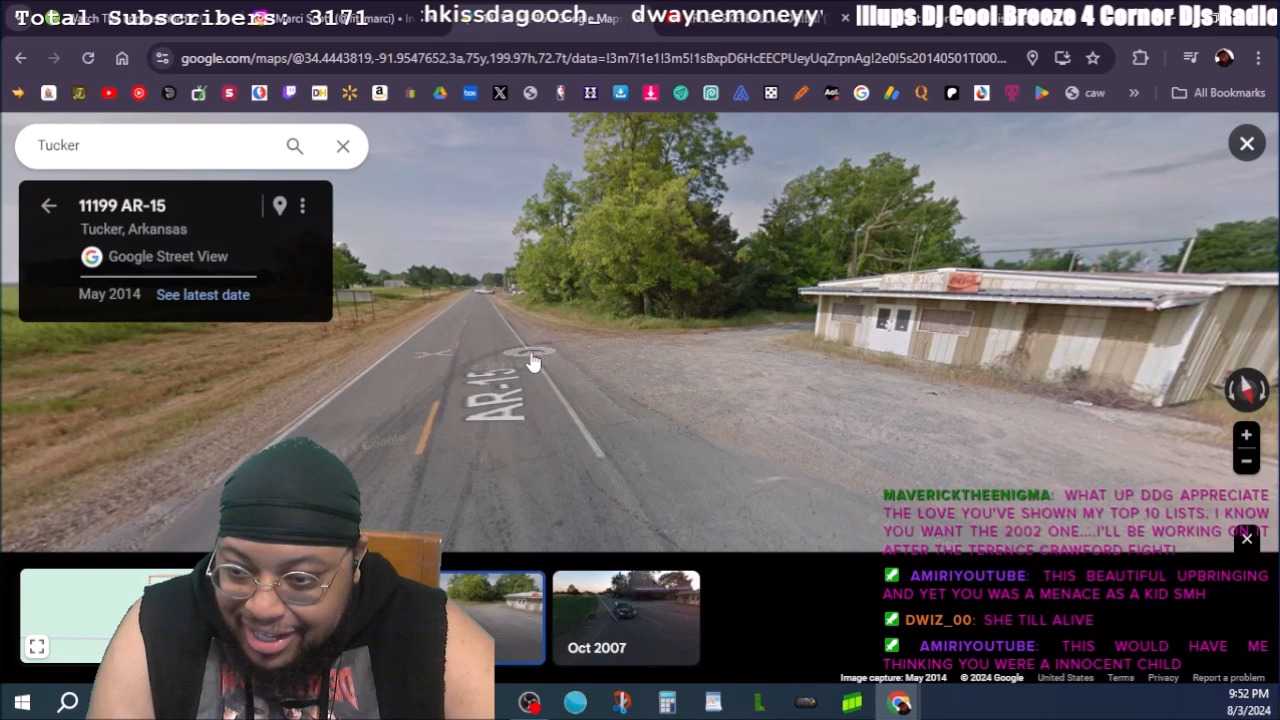 Total Subscribers - 3171
hkissdagooch_ dwaynemoneyy
Illups DJ Cool Breeze 4 Corner DJs Radio
google.com/maps/@34.4443819,-91.9547652,3a,75y,199.97h,72.7t/data=!3m7!1e1!3m5!1sBxpD6HcEECPUeyUqZrpnAg!2e0!5s20140501T000...
caw
All Bookmarks
Tucker
11199 AR-15
Tucker, Arkansas
Google Street View
May 2014 See latest date
AR-15
MAVERICKTHEENIGMA: WHAT UP DDG APPRECIATE
THE LOVE YOU'VE SHOWN MY TOP 10 LISTS. I KNOW
YOU WANT THE 2002 ONE....I'LL BE WORKING ON IT
AFTER THE TERENCE CRAWFORD FIGHT!
AMIRIYOUTUBE: THIS BEAUTIFUL UPBRINGING
AND YET YOU WAS A MENACE AS A KID SMH
DWIZ_00: SHE TILL ALIVE
AMIRIYOUTUBE: THIS WOULD HAVE ME
THINKING YOU WERE A INNOCENT CHILD
Oct 2007
Image capture: May 2014 © 2024 Google United States Terms Privacy Report a problem
9:52 PM
8/3/2024